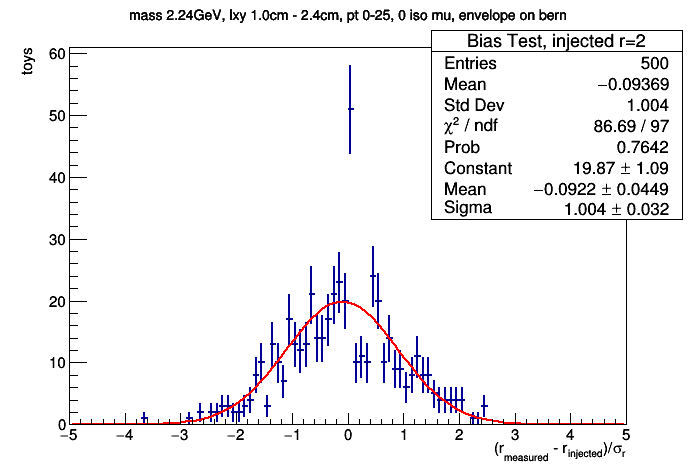 mass 2.24GeV, lxy 1.0cm - 2.4cm, pt 0-25, 0 iso mu, envelope on bern
toys
Bias Test, injected r=2
Entries 500
Mean −0.09369
Std Dev 1.004
χ² / ndf 86.69 / 97
Prob 0.7642
Constant 19.87 ± 1.09
Mean −0.0922 ± 0.0449
Sigma 1.004 ± 0.032
60
50
40
30
20
10
0
−5 −4 −3 −2 −1 0 1 2 3 4 5
(r_measured - r_injected)/σ_r